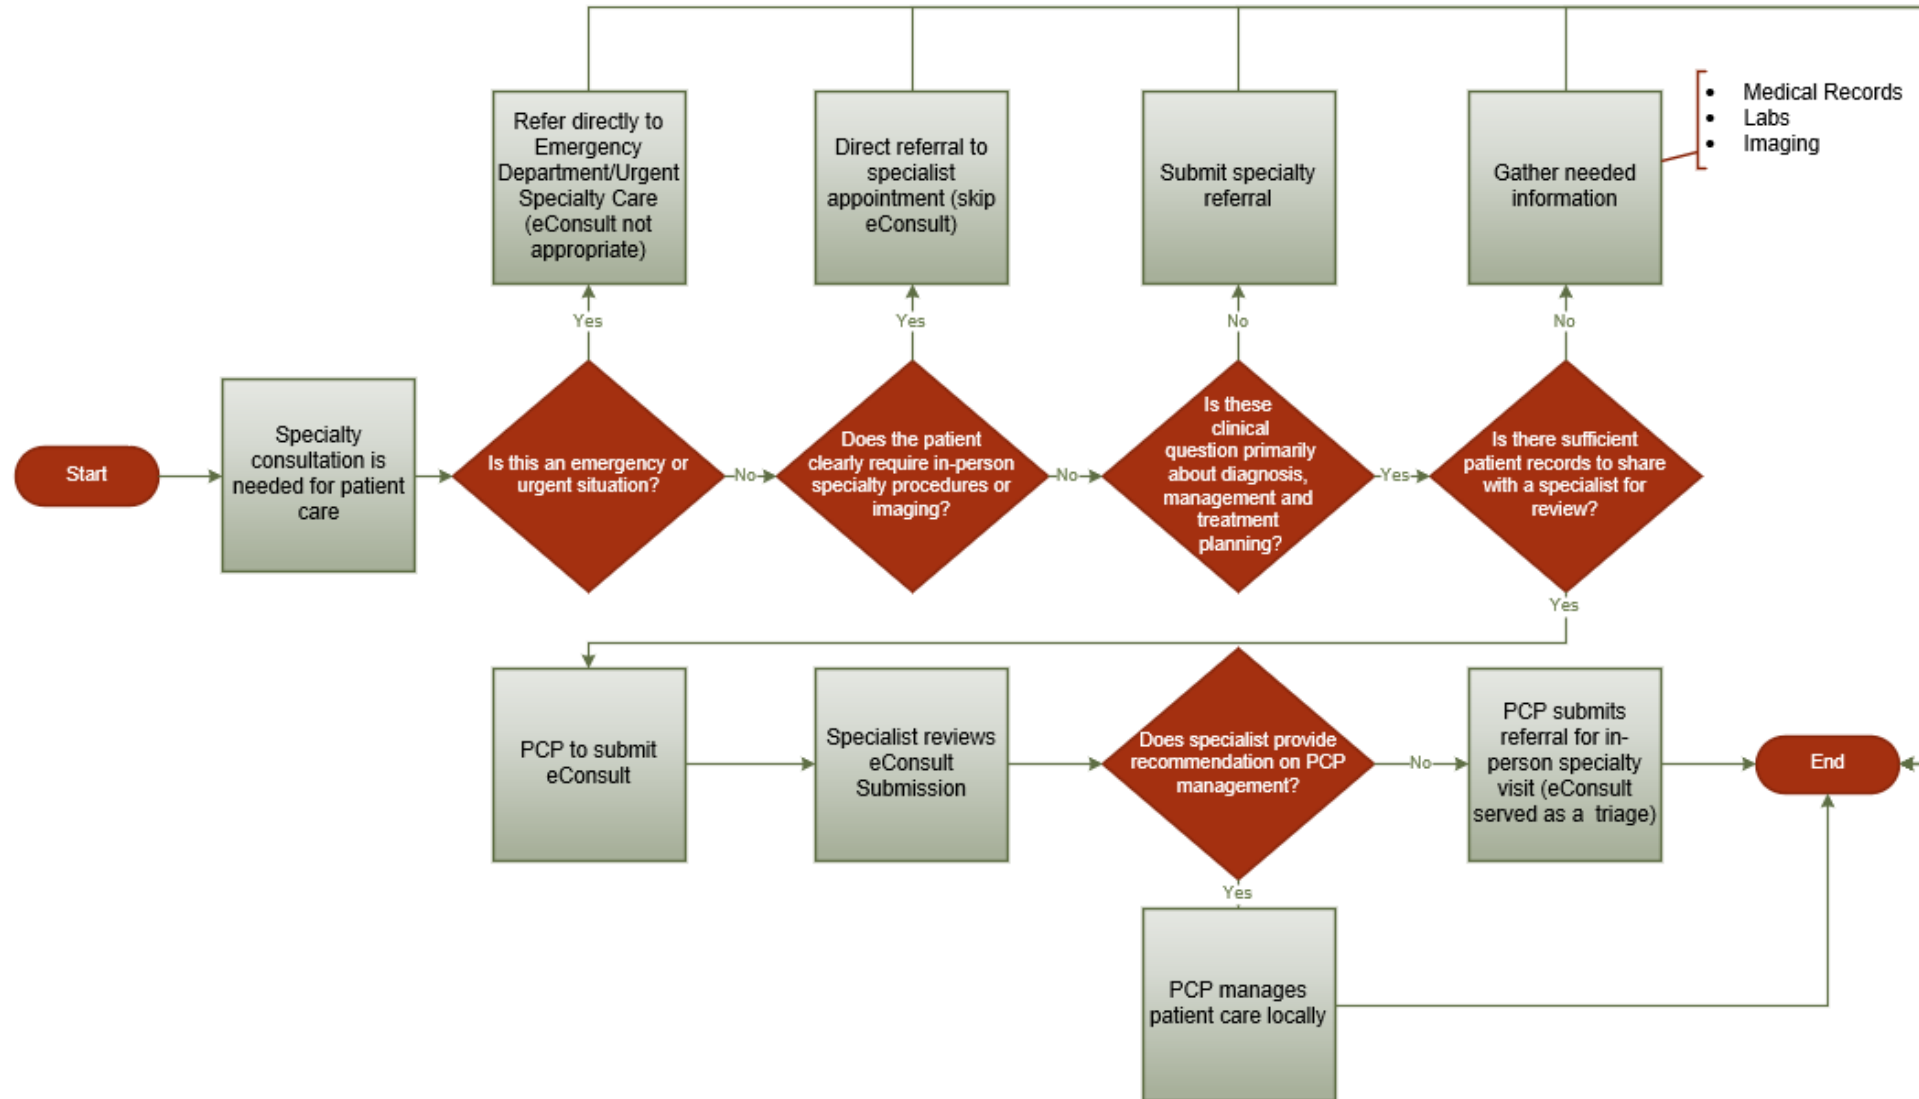 Refer directly to
Emergency
Department/Urgent
Specialty Care
(eConsult not
appropriate)
Direct referral to
specialist
appointment (skip
eConsult)
Submit specialty
referral
Gather needed
information
• Medical Records
• Labs
• Imaging
Yes
Yes
No
No
Start
Specialty
consultation is
needed for patient
care
Is this an emergency or
urgent situation?
No
Does the patient
clearly require in-person
specialty procedures or
imaging?
No
Is these
clinical
question primarily
about diagnosis,
management and
treatment
planning?
Yes
Is there sufficient
patient records to share
with a specialist for
review?
Yes
PCP to submit
eConsult
Specialist reviews
eConsult
Submission
Does specialist provide
recommendation on PCP
management?
No
PCP submits
referral for in-
person specialty
visit (eConsult
served as a triage)
End
Yes
PCP manages
patient care locally